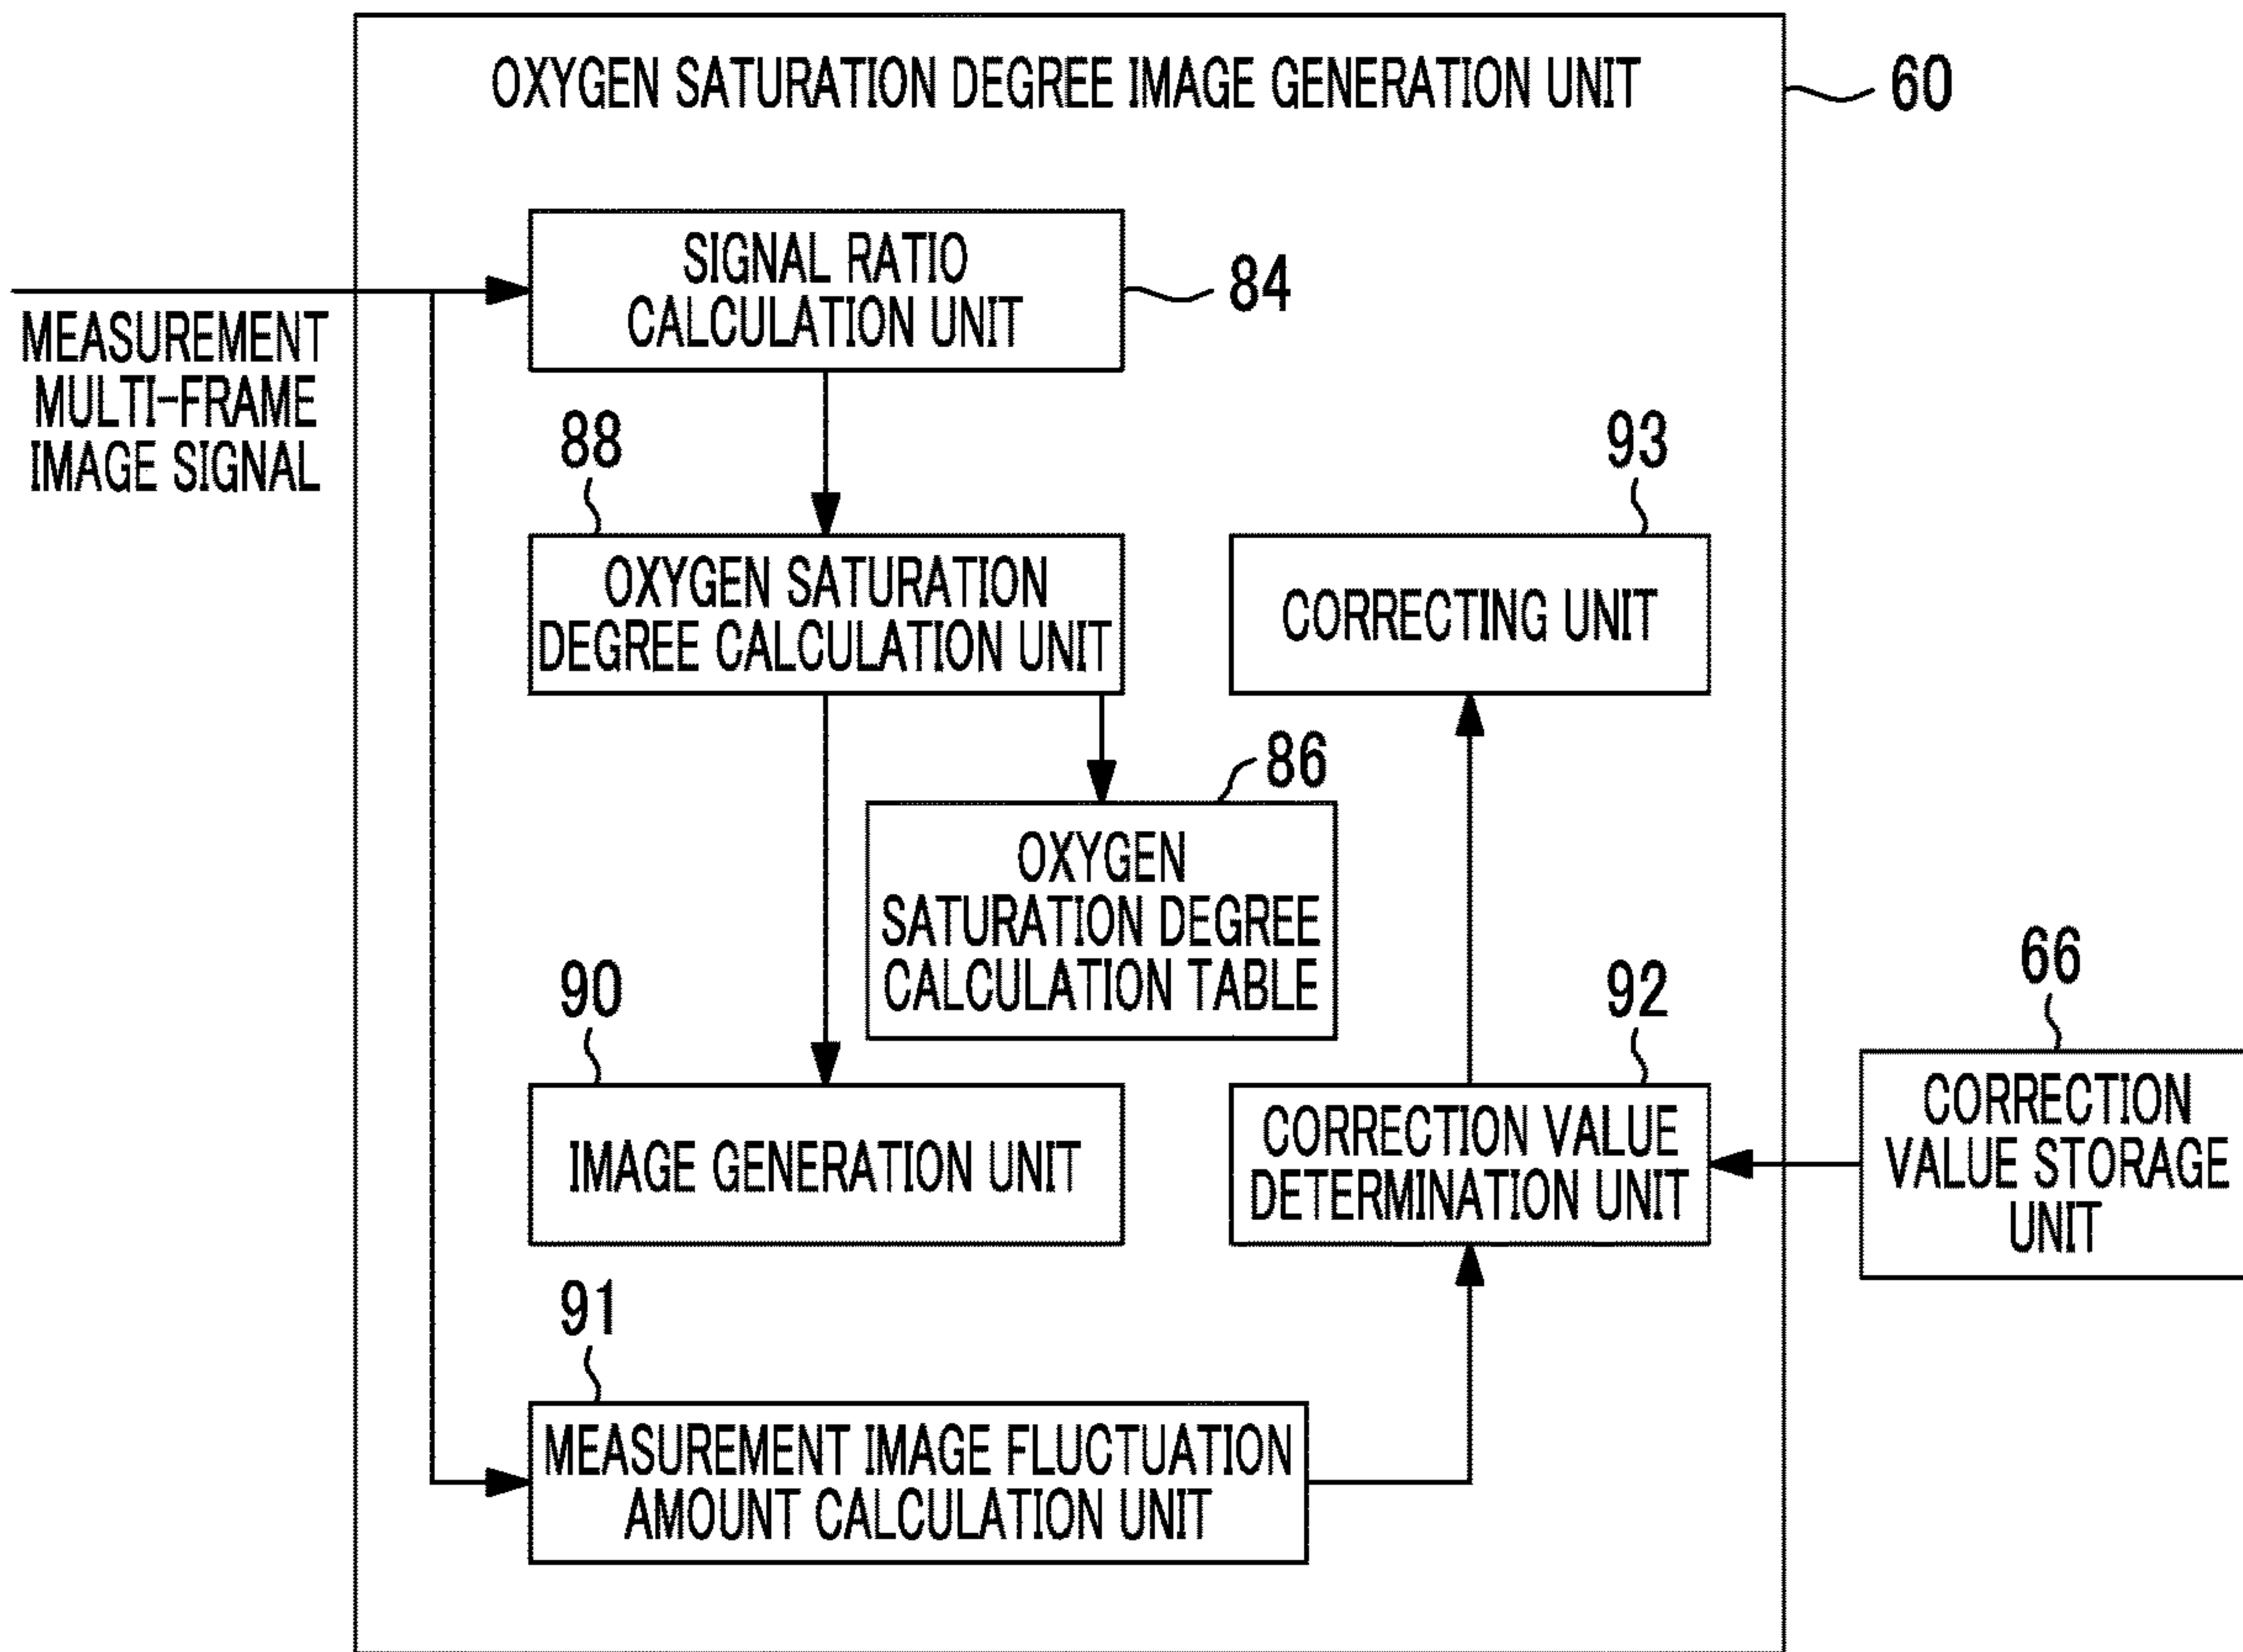 OXYGEN SATURATION DEGREE IMAGE GENERATION UNIT
60
SIGNAL RATIO
CALCULATION UNIT
84
MEASUREMENT
MULTI-FRAME
IMAGE SIGNAL
88
OXYGEN SATURATION
DEGREE CALCULATION UNIT
93
CORRECTING UNIT
86
OXYGEN
SATURATION DEGREE
CALCULATION TABLE
90
IMAGE GENERATION UNIT
92
CORRECTION VALUE
DETERMINATION UNIT
66
CORRECTION
VALUE STORAGE
UNIT
91
MEASUREMENT IMAGE FLUCTUATION
AMOUNT CALCULATION UNIT